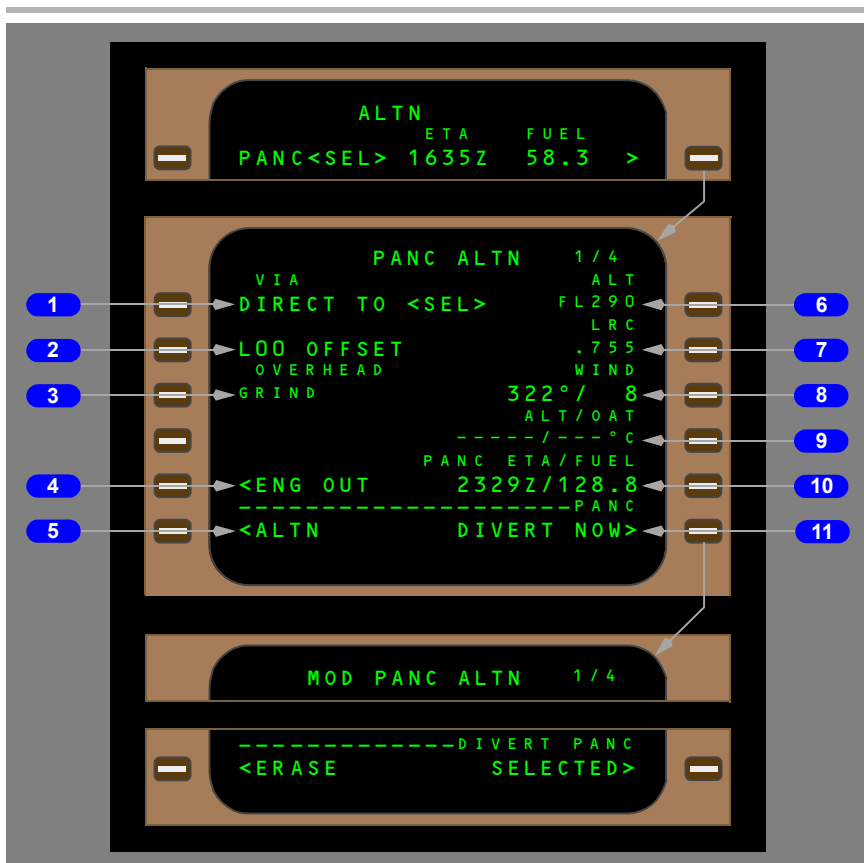 ALTN
ETA FUEL
PANC<SEL> 1635Z 58.3 >
PANC ALTN 1/4
VIA ALT
1 DIRECT TO <SEL> FL290 6
LRC
2 L00 OFFSET .755 7
OVERHEAD WIND
3 GRIND 322°/ 8 8
ALT/OAT
-----/---°C 9
PANC ETA/FUEL
4 <ENG OUT 2329Z/128.8 10
--------------------PANC
5 <ALTN DIVERT NOW> 11
MOD PANC ALTN 1/4
-------------DIVERT PANC
<ERASE SELECTED>